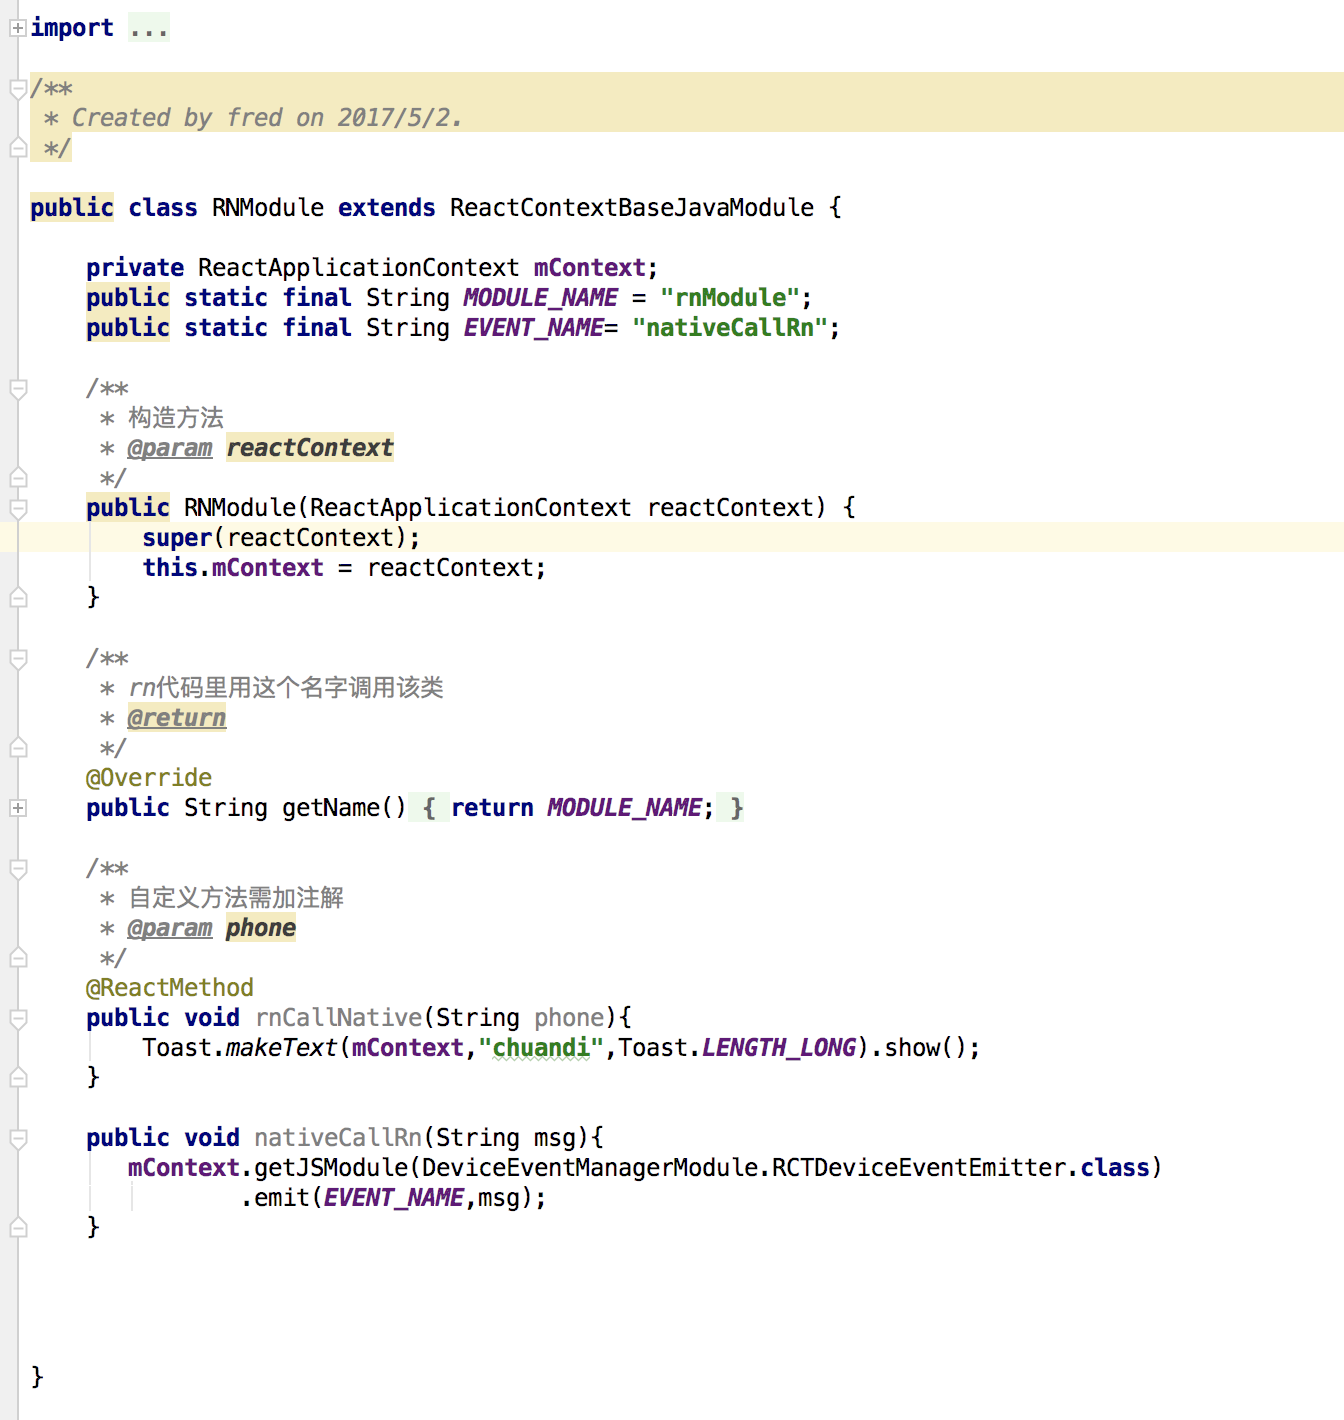 import ...
/**
 * Created by fred on 2017/5/2.
 */
public class RNModule extends ReactContextBaseJavaModule {
    private ReactApplicationContext mContext;
    public static final String MODULE_NAME = "rnModule";
    public static final String EVENT_NAME= "nativeCallRn";
    /**
     * 构造方法
     * @param reactContext
     */
    public RNModule(ReactApplicationContext reactContext) {
        super(reactContext);
        this.mContext = reactContext;
    }
    /**
     * rn代码里用这个名字调用该类
     * @return
     */
    @Override
    public String getName() { return MODULE_NAME; }
    /**
     * 自定义方法需加注解
     * @param phone
     */
    @ReactMethod
    public void rnCallNative(String phone){
        Toast.makeText(mContext,"chuandi",Toast.LENGTH_LONG).show();
    }
    public void nativeCallRn(String msg){
       mContext.getJSModule(DeviceEventManagerModule.RCTDeviceEventEmitter.class)
               .emit(EVENT_NAME,msg);
    }
}